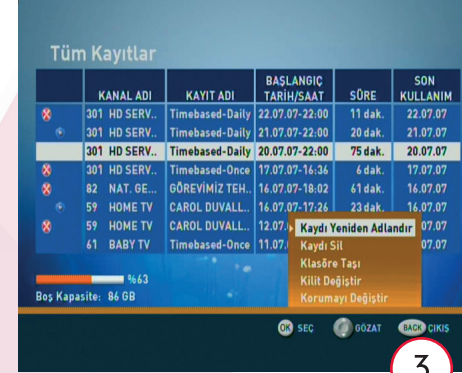 Tüm Kayıtlar
KANAL ADI KAYIT ADI BAŞLANGIÇ TARİH/SAAT SÜRE SON KULLANIM
301 HD SERV.. Timebased-Daily 22.07.07-22:00 11 dak. 22.07.07
301 HD SERV.. Timebased-Daily 21.07.07-22:00 20 dak. 21.07.07
301 HD SERV.. Timebased-Daily 20.07.07-22:00 75 dak. 20.07.07
301 HD SERV.. Timebased-Once 17.07.07-16:36 6 dak. 17.07.07
82 NAT. GE... GÖREVİMİZ TEH.. 16.07.07-18:02 61 dak. 16.07.07
59 HOME TV CAROL DUVALL.. 16.07.07-17:26 23 dak. 16.07.07
59 HOME TV CAROL DUVALL.. 12.07. 07.07
61 BABY TV Timebased-Once 11.07. 07.07
Kaydı Yeniden Adlandır
Kaydı Sil
Klasöre Taşı
Kilit Değiştir
Korumayı Değiştir
%63
Boş Kapasite: 86 GB
OK SEÇ GÖZAT BACK ÇIKIŞ
3